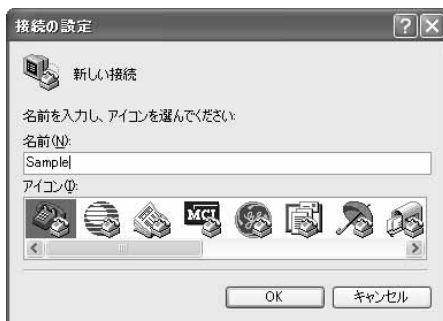 接続の設定
新しい接続
名前を入力し、アイコンを選んでください:
名前(N):
Sample
アイコン(I):
MCI
OK キャンセル